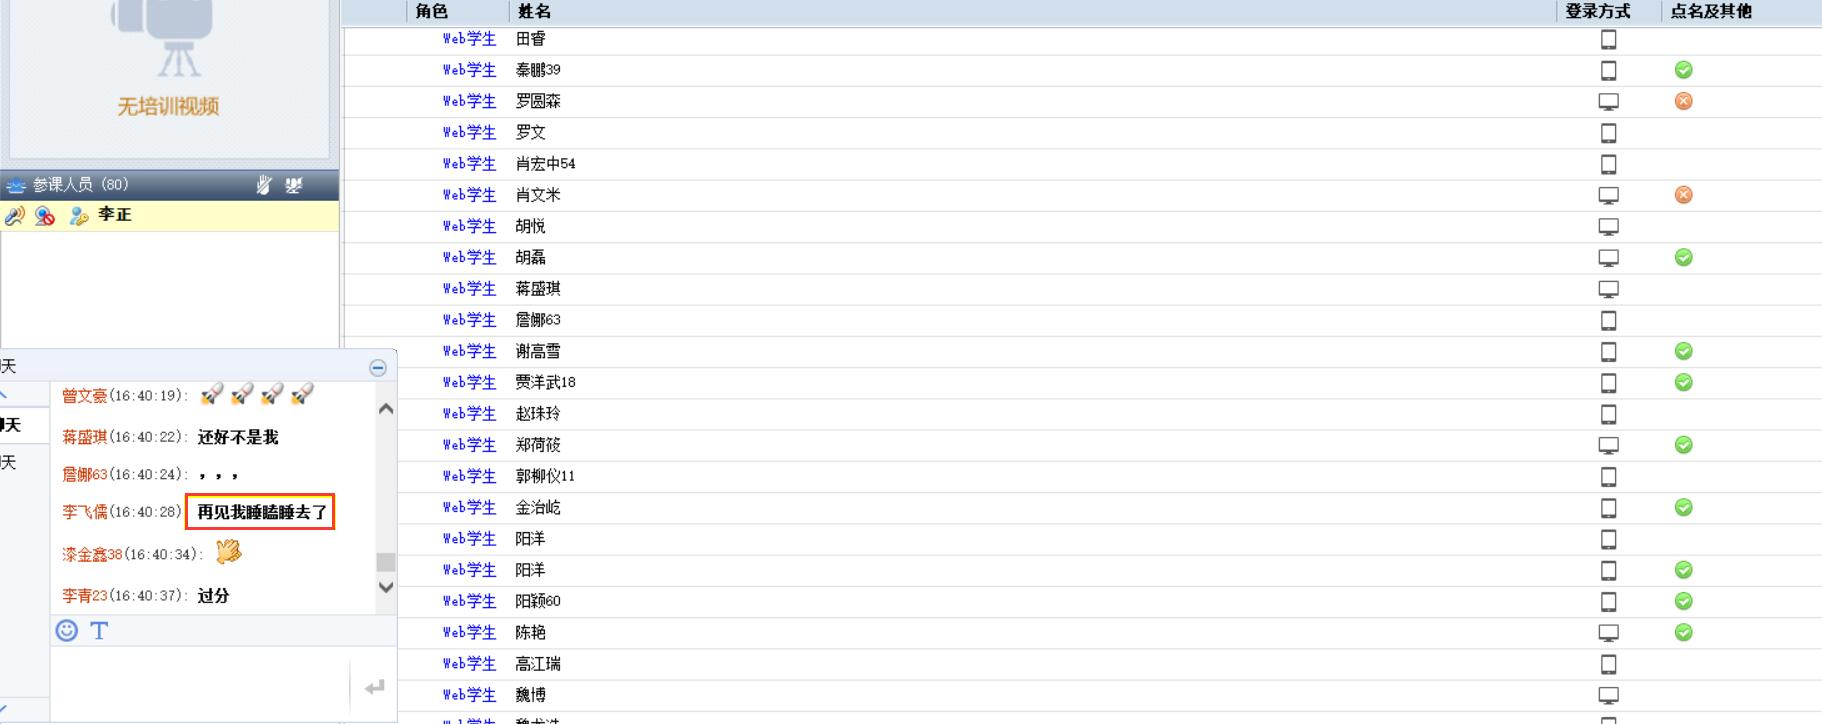 角色 姓名 登录方式 点名及其他
Web学生 田睿
Web学生 秦鹏39
Web学生 罗圆森
Web学生 罗文
Web学生 肖宏中54
Web学生 肖文米
Web学生 胡悦
Web学生 胡磊
Web学生 蒋盛琪
Web学生 詹娜63
Web学生 谢高雪
Web学生 贾洋武18
Web学生 赵珠玲
Web学生 郑荷筱
Web学生 郭柳仪11
Web学生 金治屹
Web学生 阳洋
Web学生 阳洋
Web学生 阳颖60
Web学生 陈艳
Web学生 高江瑞
Web学生 魏博
无培训视频
参课人员 (80)
李正
天
天
天
曾文豪(16:40:19):
蒋盛琪(16:40:22): 还好不是我
詹娜63(16:40:24): ，，，
李飞儒(16:40:28) 再见我睡瞌睡去了
漆金鑫38(16:40:34):
李青23(16:40:37): 过分
T